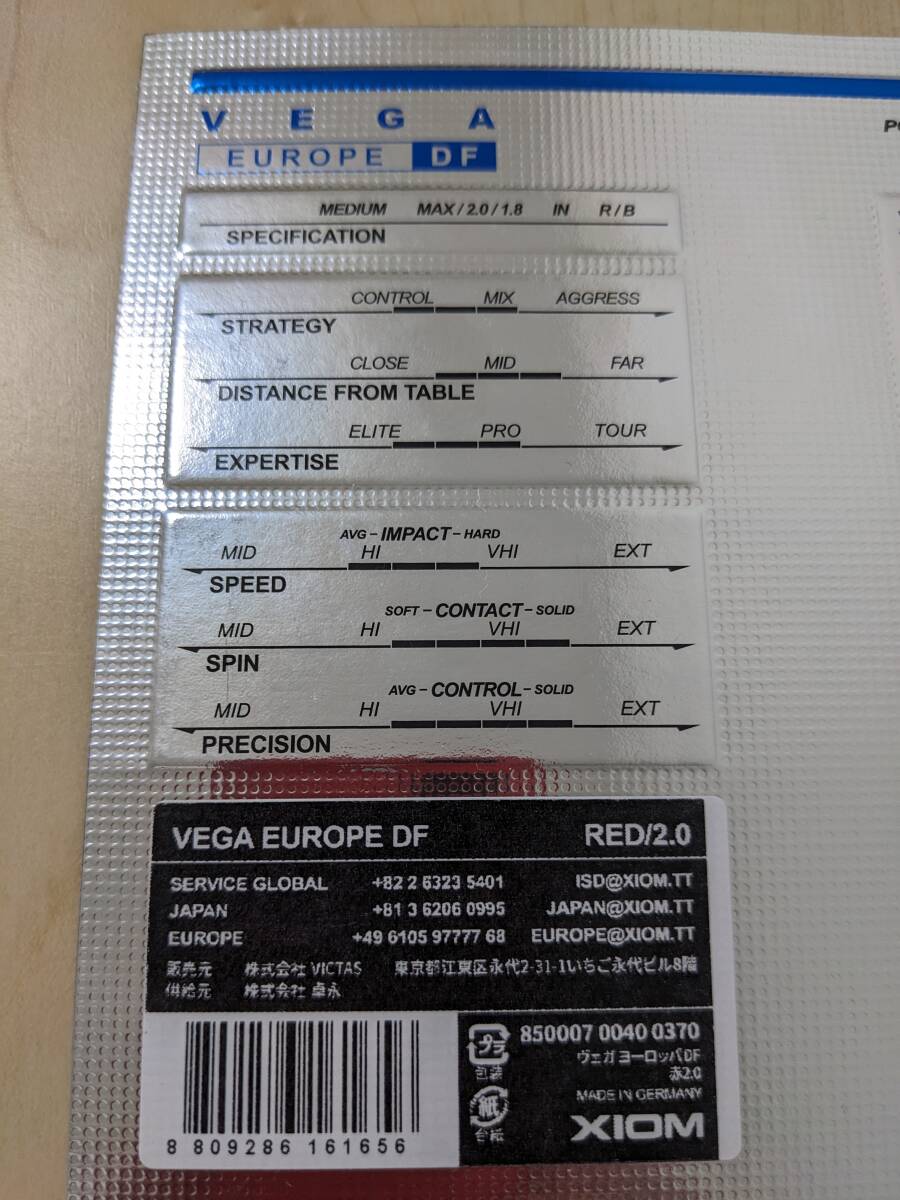 VEGA
EUROPE DF
MEDIUM MAX/2.0/1.8 IN R/B
SPECIFICATION
CONTROL MIX AGGRESS
STRATEGY
CLOSE MID FAR
DISTANCE FROM TABLE
ELITE PRO TOUR
EXPERTISE
AVG – IMPACT – HARD
MID HI VHI EXT
SPEED
SOFT – CONTACT – SOLID
MID HI VHI EXT
SPIN
AVG – CONTROL – SOLID
MID HI VHI EXT
PRECISION
VEGA EUROPE DF RED/2.0
SERVICE GLOBAL +82 2 6323 5401 ISD@XIOM.TT
JAPAN +81 3 6206 0995 JAPAN@XIOM.TT
EUROPE +49 6105 97777 68 EUROPE@XIOM.TT
販売元 株式会社 VICTAS 東京都江東区永代2-31-1いちご永代ビル8階
供給元 株式会社 卓永
プラ
包装
紙
台紙
850007 0040 0370
ヴェガ ヨーロッパDF
赤2.0
MADE IN GERMANY
XIOM
8 809286 161656